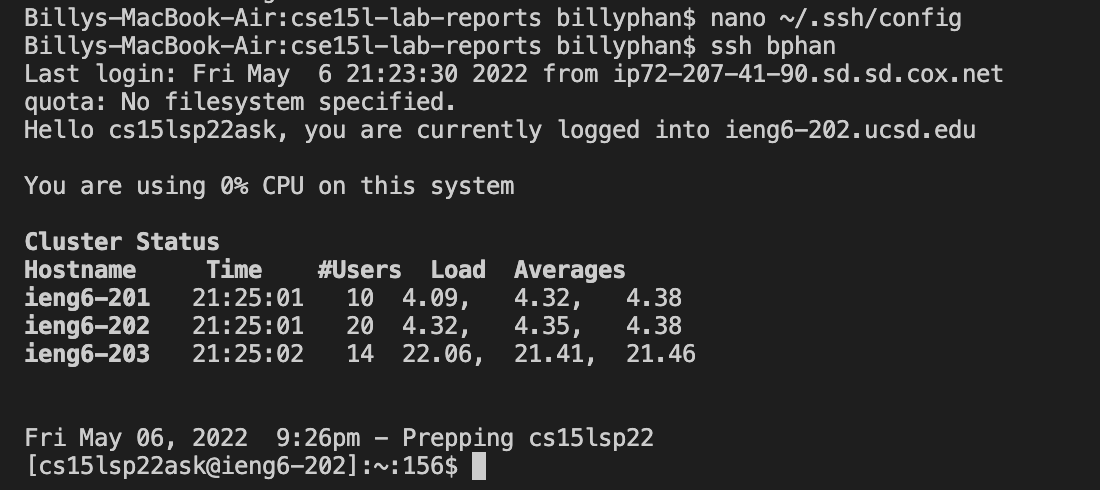 Billys-MacBook-Air:cse15l-lab-reports billyphan$ nano ~/.ssh/config
Billys-MacBook-Air:cse15l-lab-reports billyphan$ ssh bphan
Last login: Fri May  6 21:23:30 2022 from ip72-207-41-90.sd.sd.cox.net
quota: No filesystem specified.
Hello cs15lsp22ask, you are currently logged into ieng6-202.ucsd.edu
You are using 0% CPU on this system
Cluster Status
Hostname     Time    #Users  Load  Averages
ieng6-201   21:25:01   10  4.09,   4.32,   4.38
ieng6-202   21:25:01   20  4.32,   4.35,   4.38
ieng6-203   21:25:02   14  22.06,  21.41,  21.46
Fri May 06, 2022  9:26pm - Prepping cs15lsp22
[cs15lsp22ask@ieng6-202]:~:156$